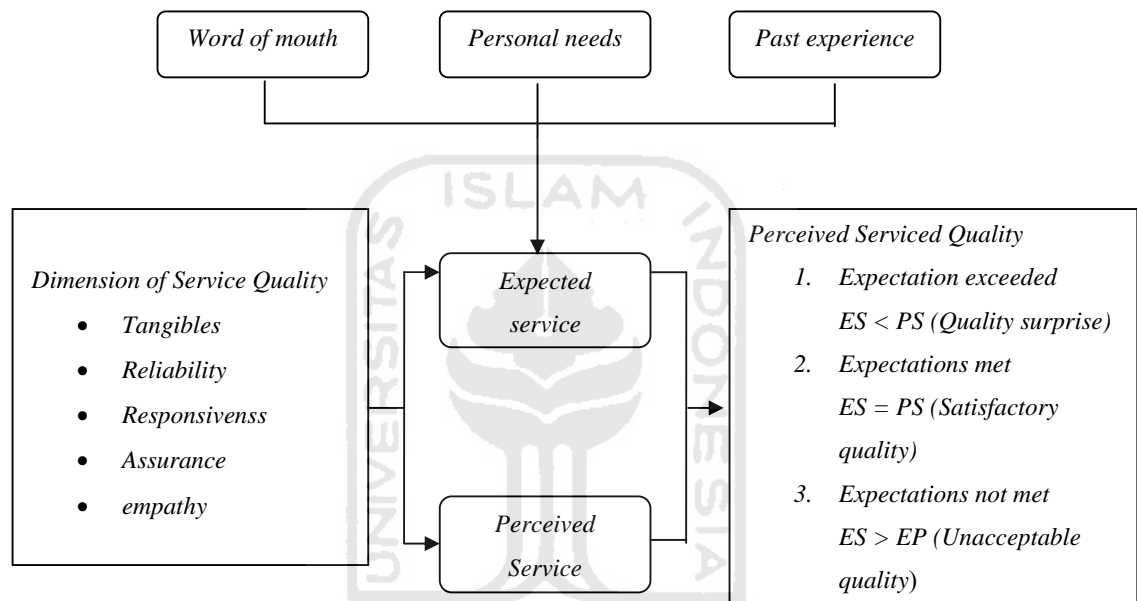 Word of mouth
Personal needs
Past experience
UNIVERSITAS
ISLAM
INDONESIA
Dimension of Service Quality
• Tangibles
• Reliability
• Responsivenss
• Assurance
• empathy
Expected
service
Perceived
Service
Perceived Serviced Quality
1. Expectation exceeded
ES < PS (Quality surprise)
2. Expectations met
ES = PS (Satisfactory
quality)
3. Expectations not met
ES > EP (Unacceptable
quality)